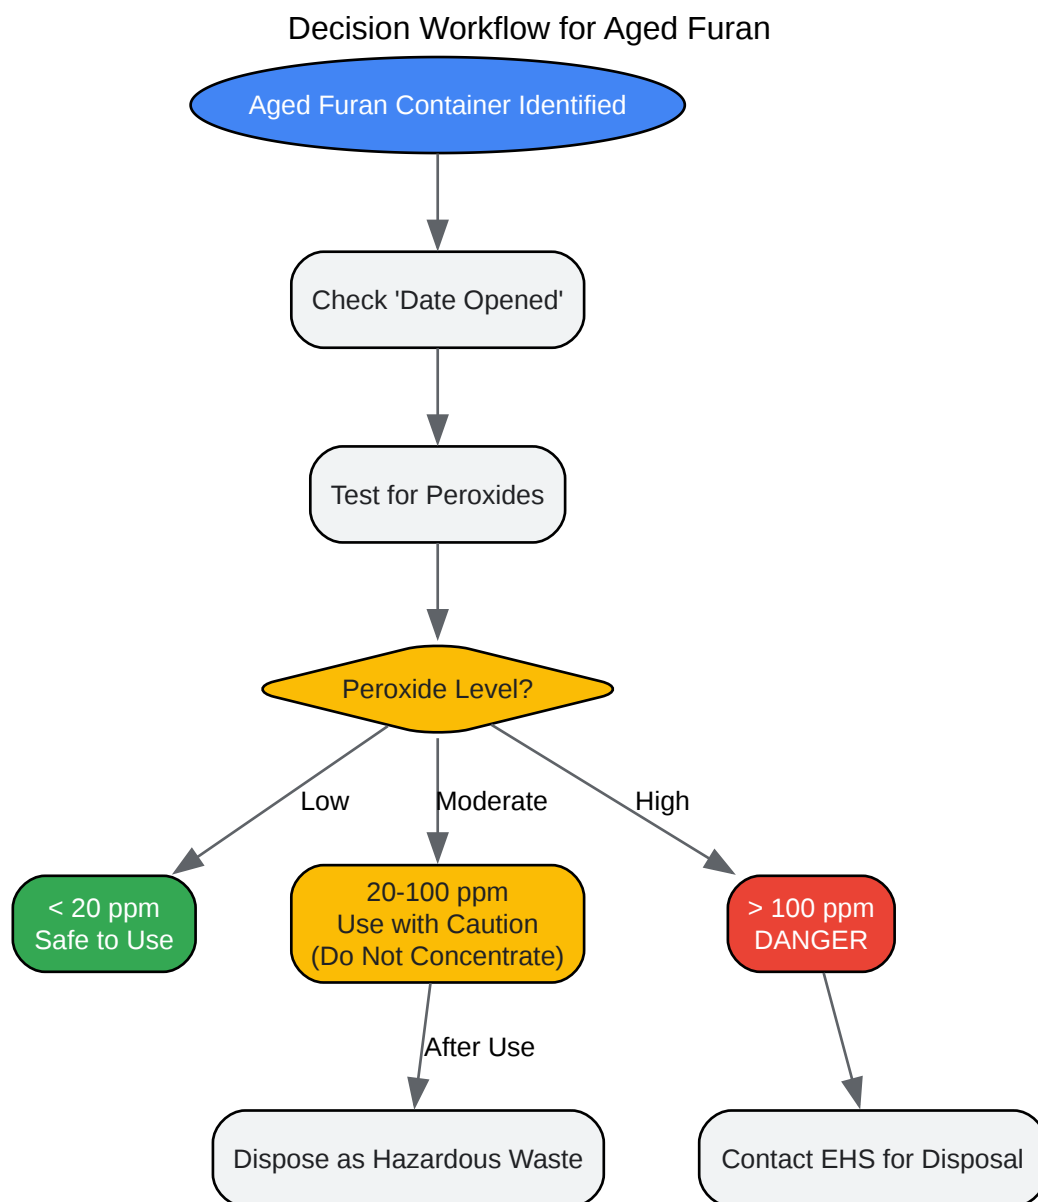 Decision Workflow for Aged Furan
Aged Furan Container Identified
Check 'Date Opened'
Test for Peroxides
Peroxide Level?
Low
Moderate
High
< 20 ppm
Safe to Use
20-100 ppm
Use with Caution
(Do Not Concentrate)
> 100 ppm
DANGER
After Use
Dispose as Hazardous Waste
Contact EHS for Disposal